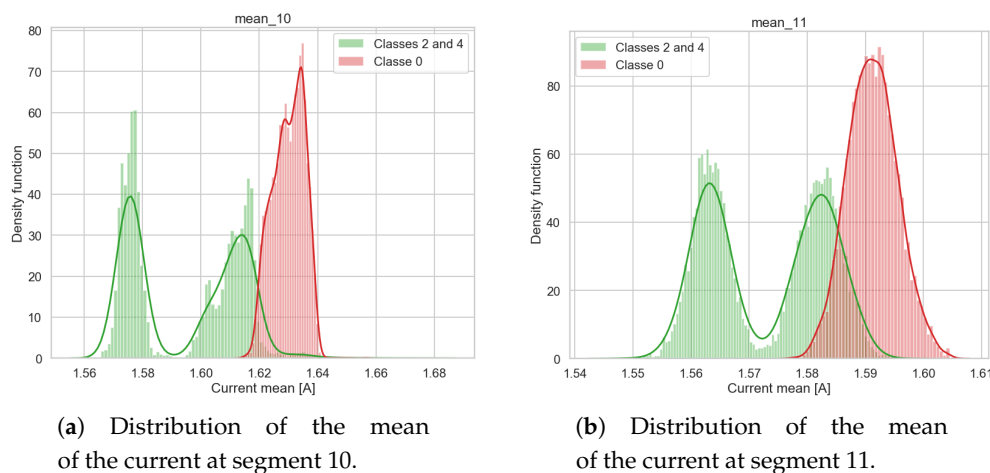 mean_10
80
70
60
50
40
30
20
10
0
Density function
Classes 2 and 4
Classe 0
1.56
1.58
1.60
1.62
1.64
1.66
1.68
Current mean [A]
(a) Distribution of the mean
of the current at segment 10.
mean_11
80
60
40
20
0
Density function
Classes 2 and 4
Classe 0
1.54
1.55
1.56
1.57
1.58
1.59
1.60
1.61
Current mean [A]
(b) Distribution of the mean
of the current at segment 11.